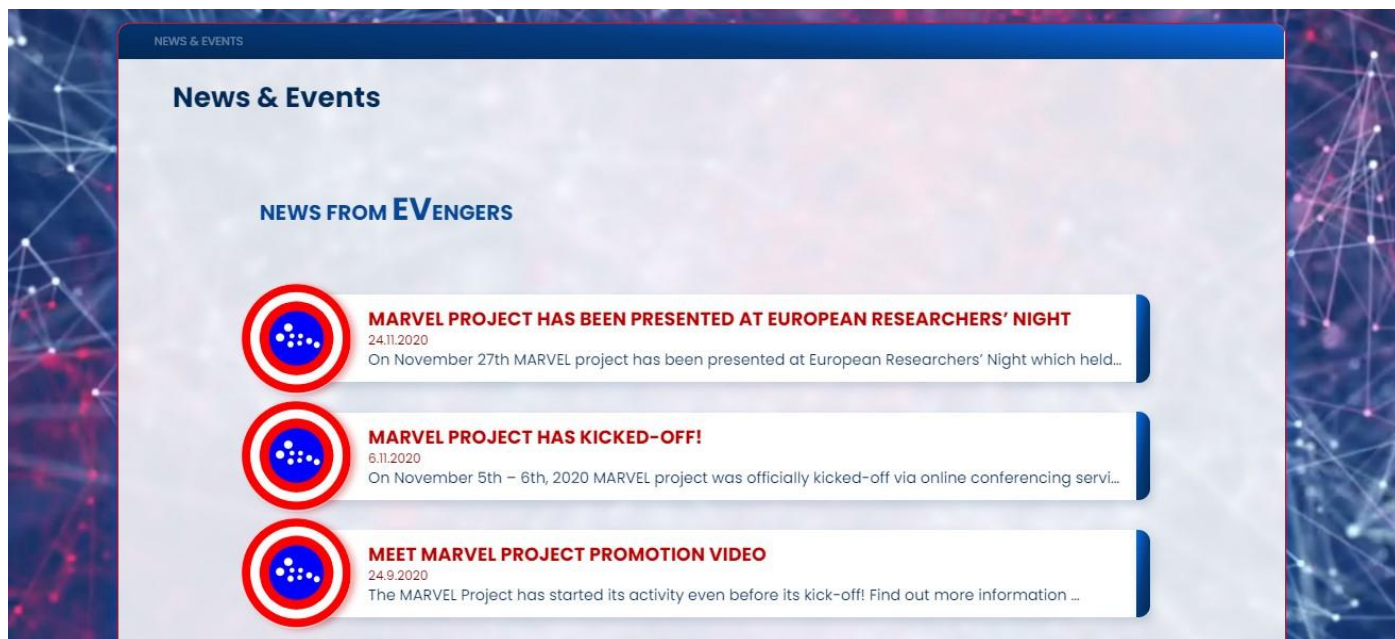 NEWS & EVENTS
News & Events
NEWS FROM EVENGERS
MARVEL PROJECT HAS BEEN PRESENTED AT EUROPEAN RESEARCHERS’ NIGHT
24.11.2020
On November 27th MARVEL project has been presented at European Researchers’ Night which held...
MARVEL PROJECT HAS KICKED-OFF!
6.11.2020
On November 5th – 6th, 2020 MARVEL project was officially kicked-off via online conferencing servi...
MEET MARVEL PROJECT PROMOTION VIDEO
24.9.2020
The MARVEL Project has started its activity even before its kick-off! Find out more information ...